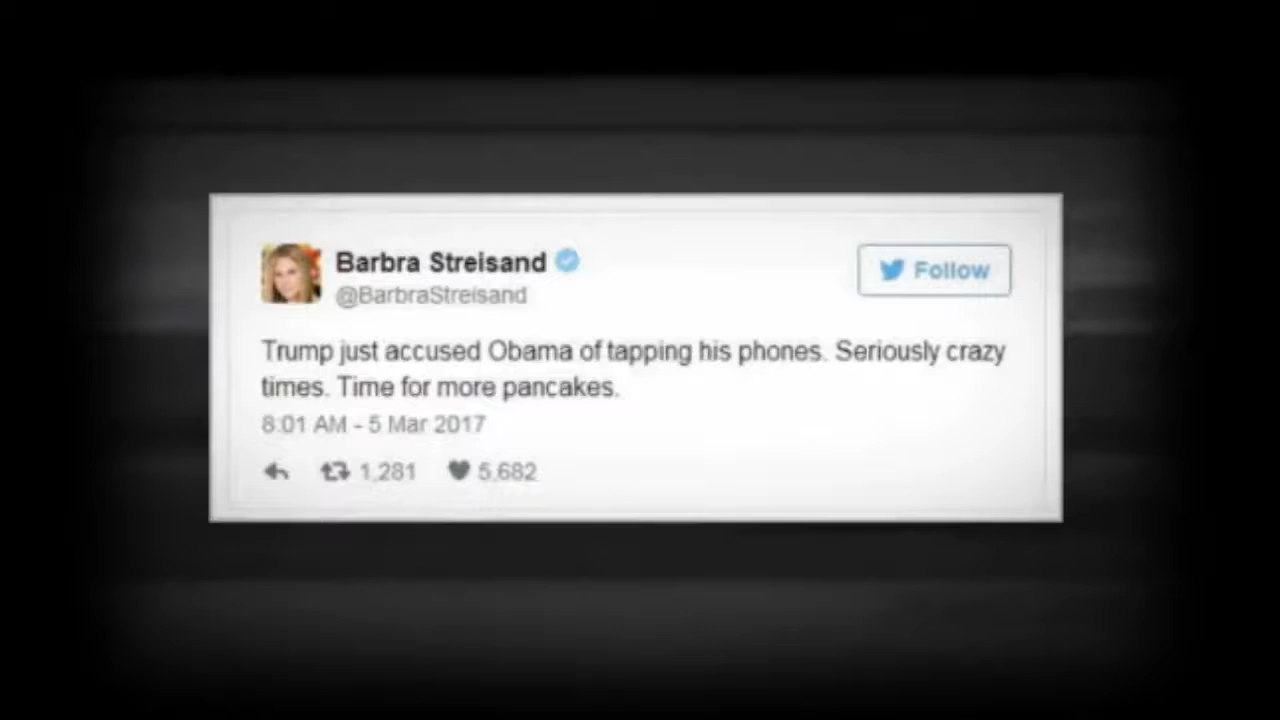 Barbra Streisand
Follow
@BarbraStreisand
Trump just accused Obama of tapping his phones. Seriously crazy
times. Time for more pancakes.
8:01 AM - 5 Mar 2017
1,281 5,682